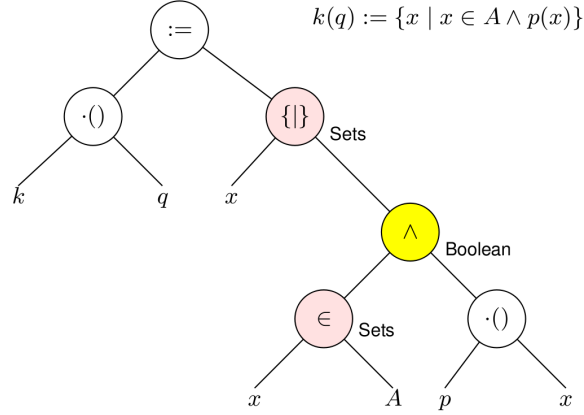 k(q) := {x | x ∈ A ∧ p(x)}
:=
·() {|} Sets
k q x
∧ Boolean
∈ Sets ·()
x A p x